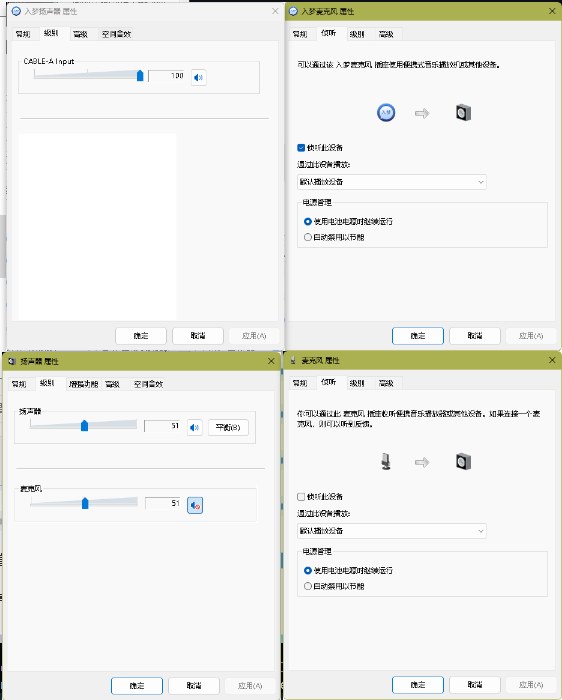 入梦扬声器 属性
常规 级别 高级 空间音效
CABLE-A Input
100
确定 取消 应用(A)
入梦麦克风 属性
常规 侦听 级别 高级
可以通过该 入梦麦克风 插座使用便携式音乐播放机或其他设备。
入梦
侦听此设备
通过此设备播放:
默认播放设备
电源管理
使用电池电源时继续运行
自动禁用以节能
确定 取消 应用(A)
扬声器 属性
常规 级别 增强功能 高级 空间音效
扬声器
51 平衡(B)
麦克风
51
确定 取消 应用(A)
麦克风 属性
常规 侦听 级别 高级
你可以通过此 麦克风 插座收听便携音乐播放器或其他设备。如果连接一个麦
克风，则可以听到反馈。
侦听此设备
通过此设备播放:
默认播放设备
电源管理
使用电池电源时继续运行
自动禁用以节能
确定 取消 应用(A)